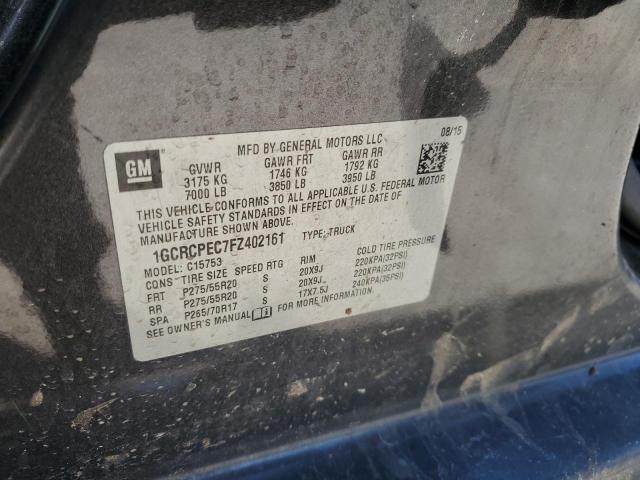 GM
MFD BY GENERAL MOTORS LLC
08/15
GVWR GAWR FRT GAWR RR
3175 KG 1746 KG 1792 KG
7000 LB 3850 LB 3950 LB
THIS VEHICLE CONFORMS TO ALL APPLICABLE U.S. FEDERAL MOTOR
VEHICLE SAFETY STANDARDS IN EFFECT ON THE DATE OF
MANUFACTURE SHOWN ABOVE.
1GCRCPEC7FZ402161 TYPE: TRUCK
MODEL: C15753
CONS TIRE SIZE SPEED RTG RIM COLD TIRE PRESSURE
FRT P275/55R20 S 20X9J 220KPA(32PSI)
RR P275/55R20 S 20X9J 220KPA(32PSI)
SPA P265/70R17 S 17X7.5J 240KPA(35PSI)
SEE OWNER'S MANUAL FOR MORE INFORMATION.